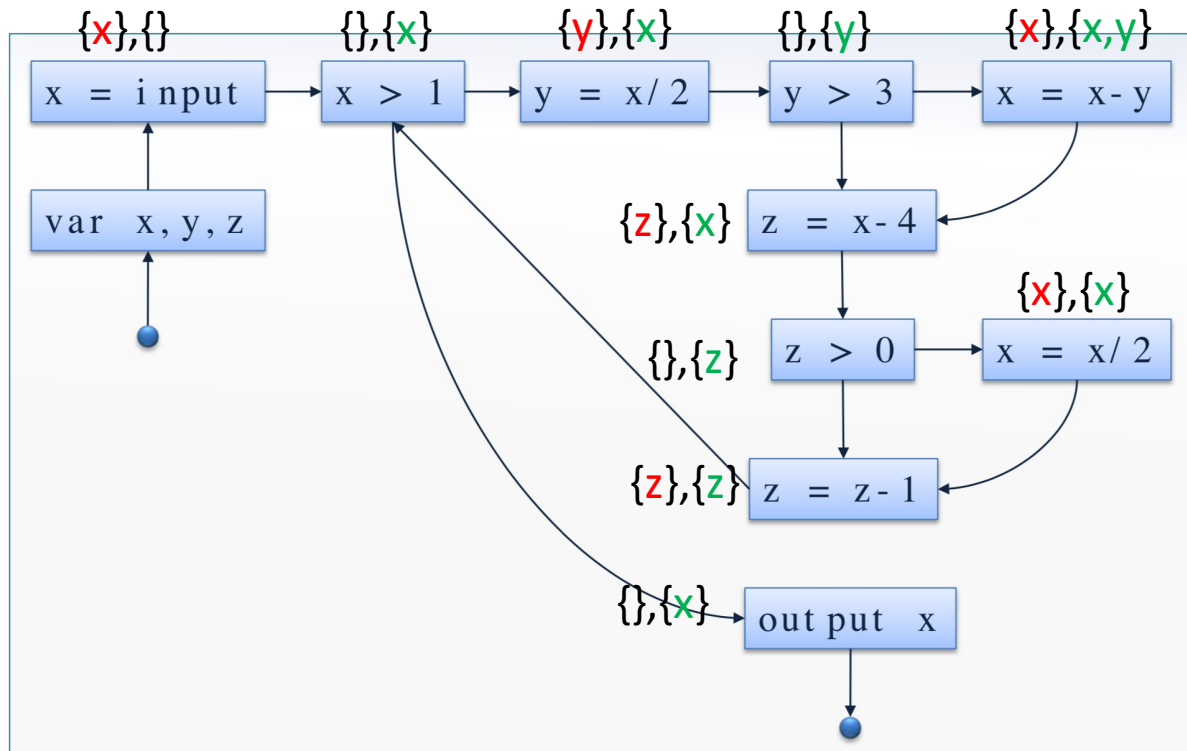 {x},{}
{},{x}
{y},{x}
{},{y}
{x},{x,y}
x = input
x > 1
y = x/2
y > 3
x = x-y
var x,y,z
{z},{x}
z = x-4
{x},{x}
{},{z}
z > 0
x = x/2
{z},{z}
z = z-1
{},{x}
output x